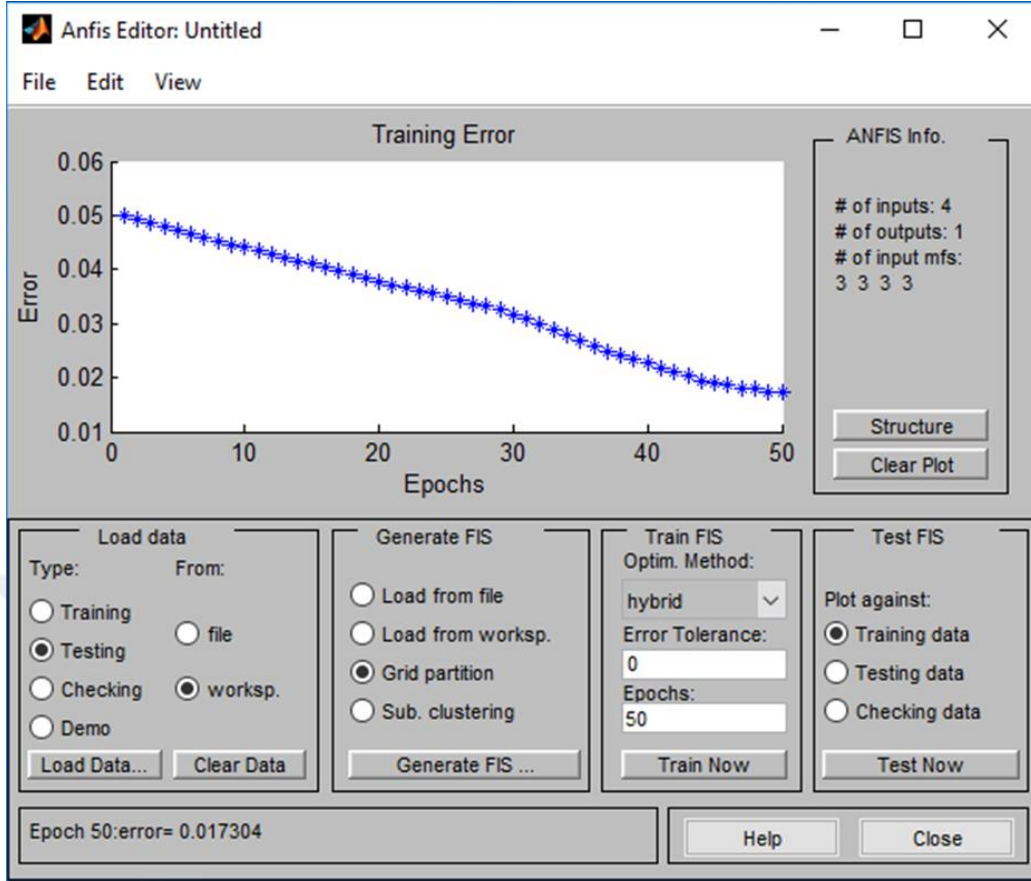 Anfis Editor: Untitled
File Edit View
Training Error
0.06
0.05
0.04
0.03
0.02
0.01
Error
0 10 20 30 40 50
Epochs
ANFIS Info.
# of inputs: 4
# of outputs: 1
# of input mfs:
3 3 3 3
Structure
Clear Plot
Load data
Type: From:
Training
file
Testing
Checking
worksp.
Demo
Load Data... Clear Data
Generate FIS
Load from file
Load from worksp.
Grid partition
Sub. clustering
Generate FIS ...
Train FIS
Optim. Method:
hybrid
Error Tolerance:
0
Epochs:
50
Train Now
Test FIS
Plot against:
Training data
Testing data
Checking data
Test Now
Epoch 50:error= 0.017304
Help Close